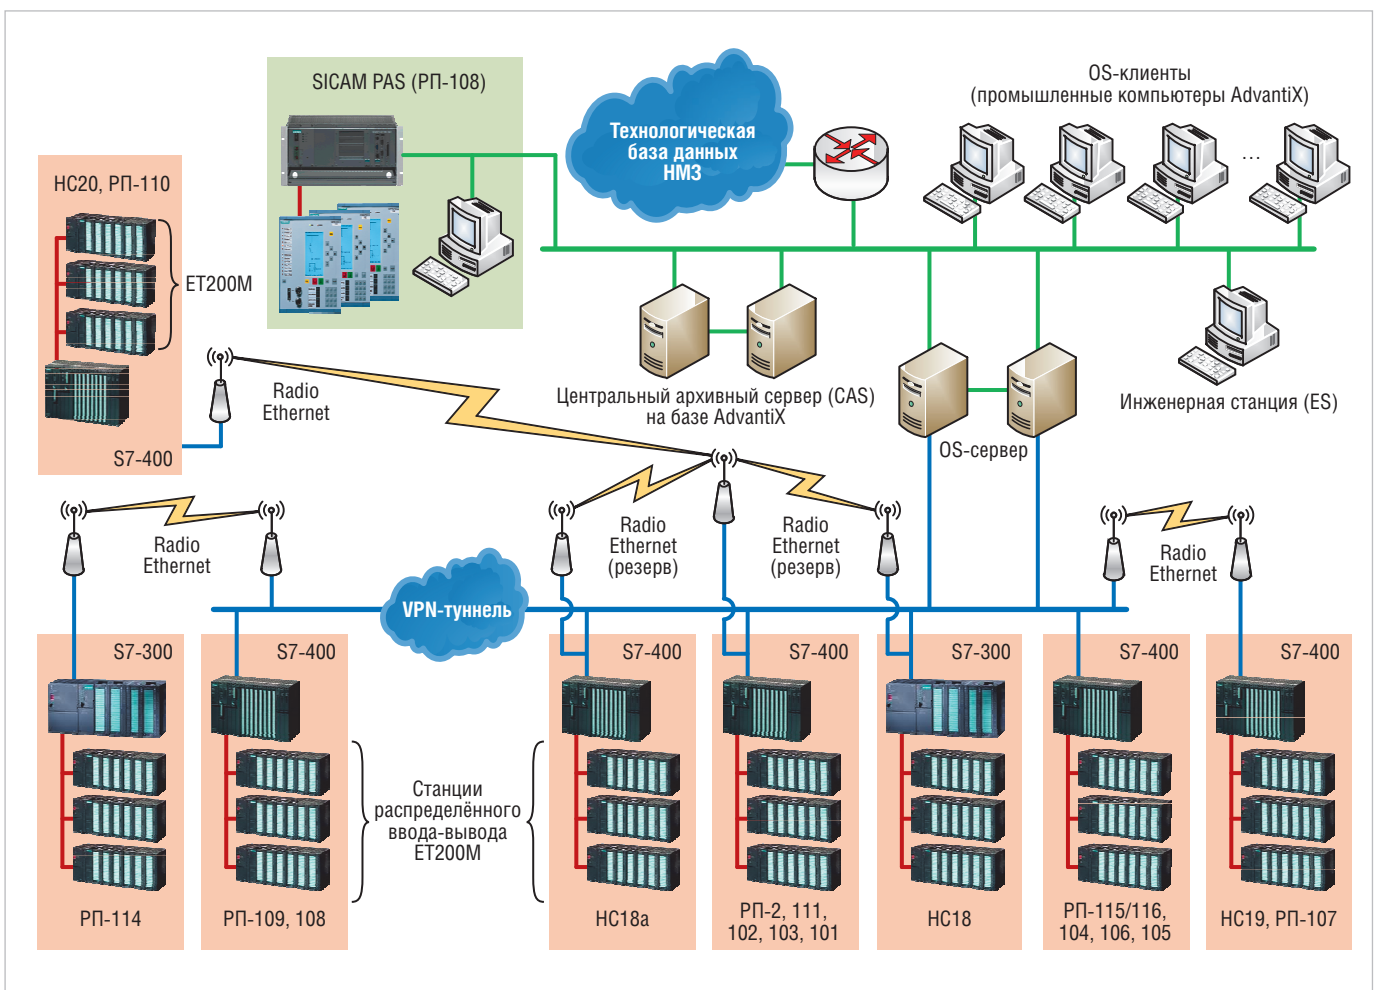 SICAM PAS (РП-108)
Технологическая
база данных
НМЗ
OS-клиенты
(промышленные компьютеры AdvantiX)
...
НС20, РП-110
ET200M
S7-400
Radio
Ethernet
Центральный архивный сервер (CAS)
на базе AdvantiX
OS-сервер
Инженерная станция (ES)
Radio
Ethernet
Radio
Ethernet
(резерв)
Radio
Ethernet
(резерв)
Radio
Ethernet
VPN-туннель
S7-300
S7-400
S7-400
S7-400
S7-300
S7-400
S7-400
Станции
распределённого
ввода-вывода
ET200M
РП-114
РП-109, 108
НС18а
РП-2, 111,
102, 103, 101
НС18
РП-115/116,
104, 106, 105
НС19, РП-107